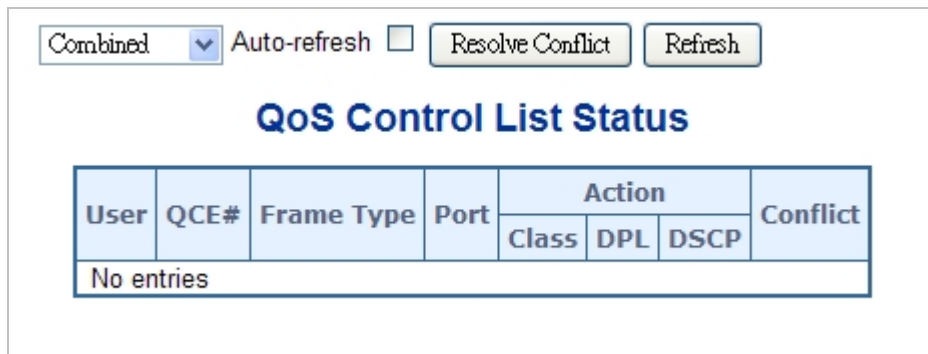 Combined Auto-refresh Resolve Conflict Refresh
QoS Control List Status
User QCE# Frame Type Port Action Conflict
Class DPL DSCP
No entries